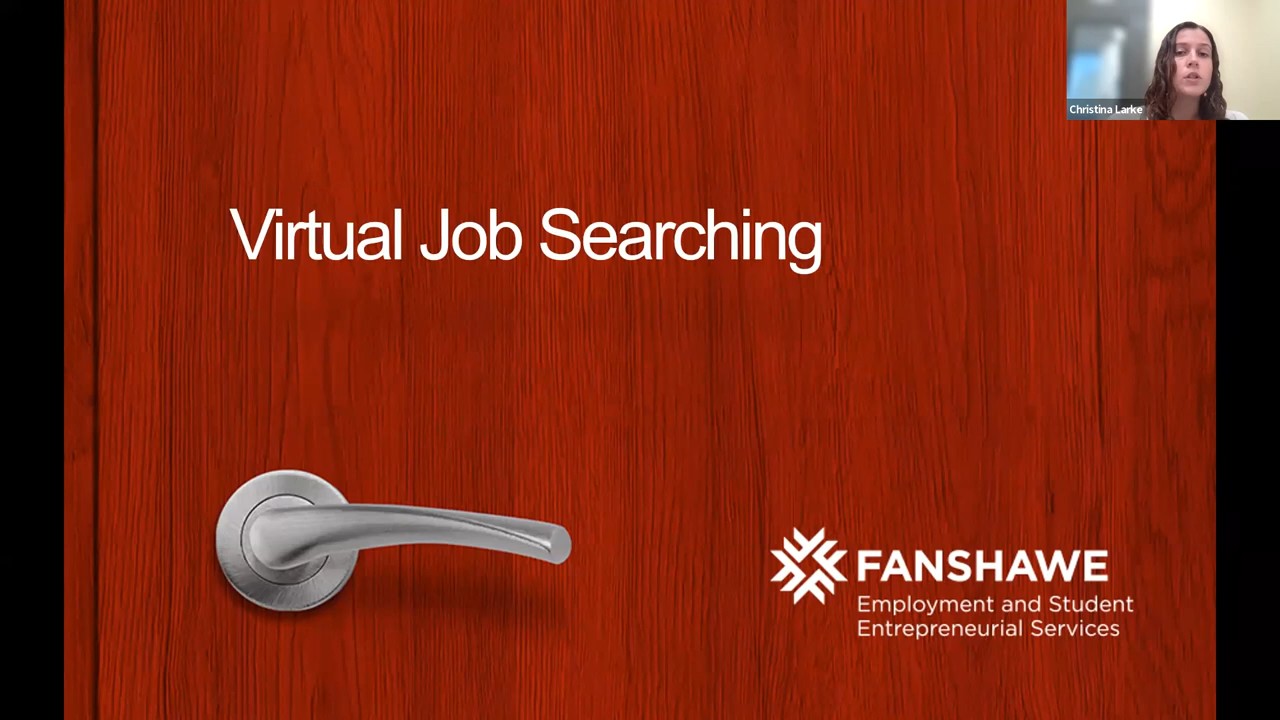 Christina Larke
Virtual Job Searching
FANSHAWE
Employment and Student
Entrepreneurial Services